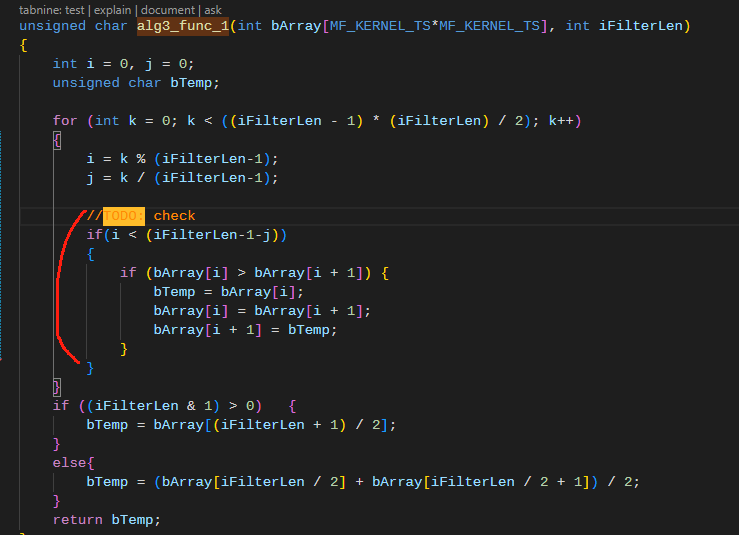 tabnine: test | explain | document | ask
unsigned char alg3_func_1(int bArray[MF_KERNEL_TS*MF_KERNEL_TS], int iFilterLen)
{
    int i = 0, j = 0;
    unsigned char bTemp;

    for (int k = 0; k < ((iFilterLen - 1) * (iFilterLen) / 2); k++)
    {
        i = k % (iFilterLen-1);
        j = k / (iFilterLen-1);

        //TODO: check
        if(i < (iFilterLen-1-j))
        {
            if (bArray[i] > bArray[i + 1]) {
                bTemp = bArray[i];
                bArray[i] = bArray[i + 1];
                bArray[i + 1] = bTemp;
            }
        }
    }
    if ((iFilterLen & 1) > 0)   {
        bTemp = bArray[(iFilterLen + 1) / 2];
    }
    else{
        bTemp = (bArray[iFilterLen / 2] + bArray[iFilterLen / 2 + 1]) / 2;
    }
    return bTemp;